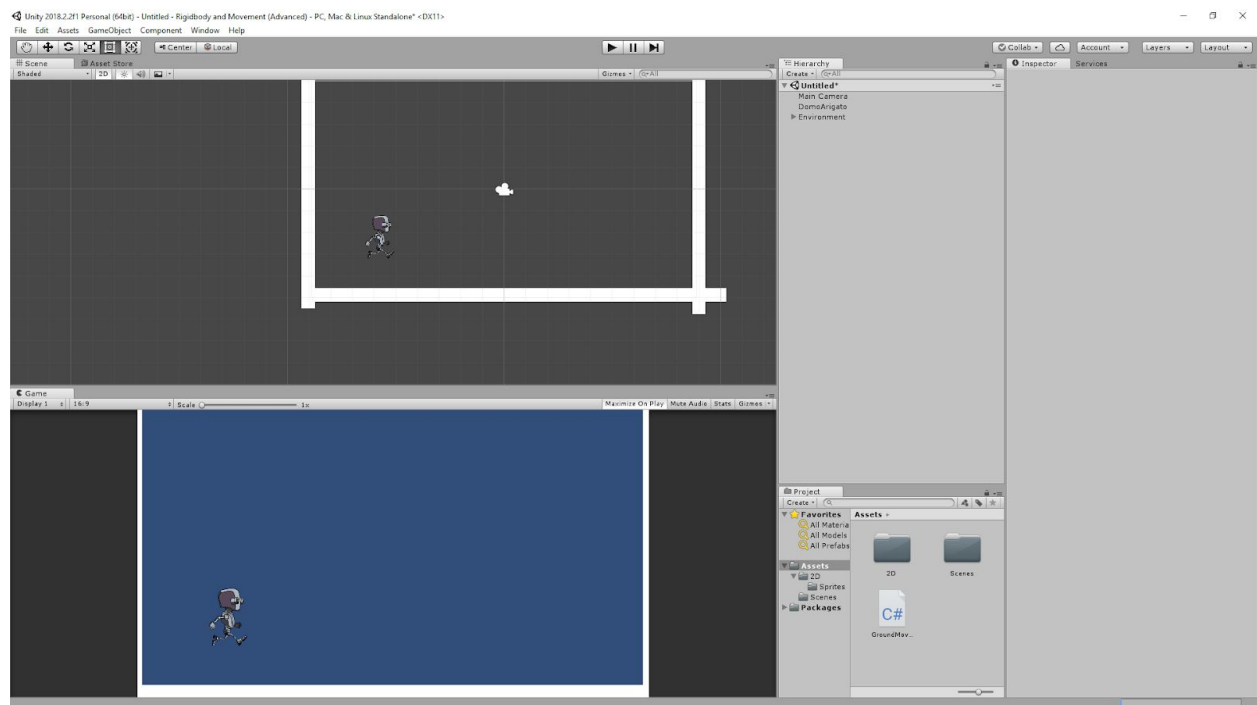 Unity 2018.2.2f1 Personal (64bit) - Untitled - Rigidbody and Movement (Advanced) - PC, Mac & Linux Standalone* <DX11>
File Edit Assets GameObject Component Window Help
Center Local
Collab Account Layers Layout
Scene Asset Store
Shaded 2D Gizmos All
Hierarchy
Create All
Untitled*
Main Camera
DomoArigato
Environment
Inspector Services
Game
Display 1 16:9 Scale 1x Maximize On Play Mute Audio Stats Gizmos
Project
Create
Favorites
All Materia
All Models
All Prefabs
Assets
2D
Sprites
Scenes
Packages
Assets
2D Scenes
C#
GroundMov...